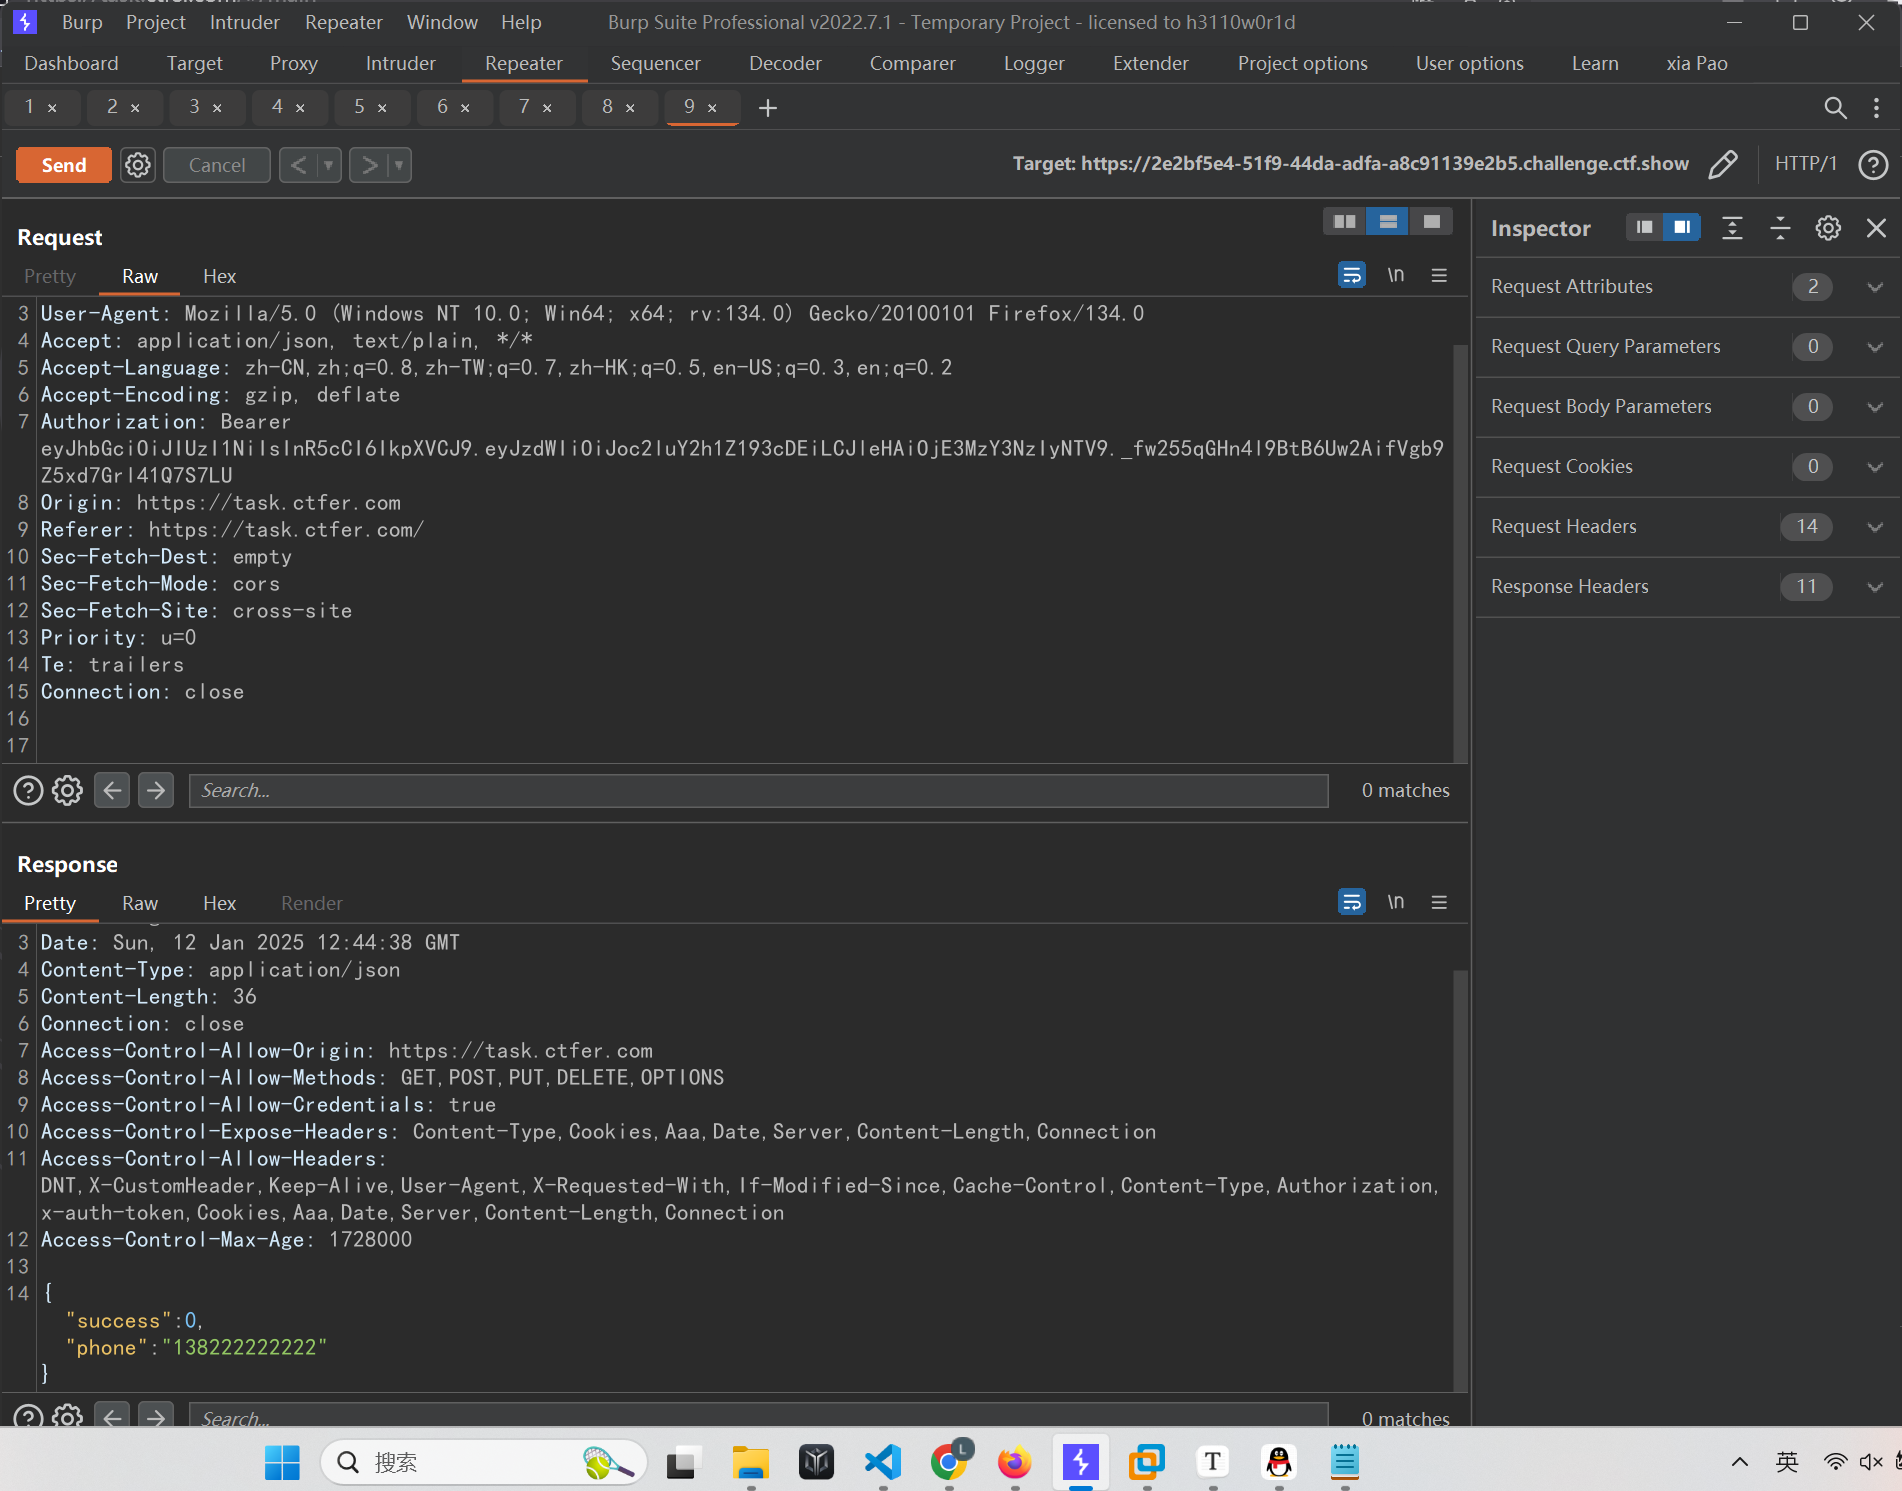 Burp Project Intruder Repeater Window Help Burp Suite Professional v2022.7.1 - Temporary Project - licensed to h3110w0r1d
Dashboard Target Proxy Intruder Repeater Sequencer Decoder Comparer Logger Extender Project options User options Learn xia Pao
1 × 2 × 3 × 4 × 5 × 6 × 7 × 8 × 9 × +
Send Cancel < > Target: https://2e2bf5e4-51f9-44da-adfa-a8c91139e2b5.challenge.ctf.show HTTP/1
Request
Inspector
Pretty Raw Hex \n
3 User-Agent: Mozilla/5.0 (Windows NT 10.0; Win64; x64; rv:134.0) Gecko/20100101 Firefox/134.0
4 Accept: application/json, text/plain, */*
5 Accept-Language: zh-CN,zh;q=0.8,zh-TW;q=0.7,zh-HK;q=0.5,en-US;q=0.3,en;q=0.2
6 Accept-Encoding: gzip, deflate
7 Authorization: Bearer
eyJhbGciOiJIUzI1NiIsInR5cCI6IkpXVCJ9.eyJzdWIiOiJoc2luY2h1Z193cDEiLCJleHAiOjE3MzY3NzIyNTV9._fw255qGHn4l9BtB6Uw2AifVgb9
Z5xd7Grl41Q7S7LU
8 Origin: https://task.ctfer.com
9 Referer: https://task.ctfer.com/
10 Sec-Fetch-Dest: empty
11 Sec-Fetch-Mode: cors
12 Sec-Fetch-Site: cross-site
13 Priority: u=0
14 Te: trailers
15 Connection: close
16
17
Search... 0 matches
Request Attributes 2
Request Query Parameters 0
Request Body Parameters 0
Request Cookies 0
Request Headers 14
Response Headers 11
Response
Pretty Raw Hex Render \n
3 Date: Sun, 12 Jan 2025 12:44:38 GMT
4 Content-Type: application/json
5 Content-Length: 36
6 Connection: close
7 Access-Control-Allow-Origin: https://task.ctfer.com
8 Access-Control-Allow-Methods: GET,POST,PUT,DELETE,OPTIONS
9 Access-Control-Allow-Credentials: true
10 Access-Control-Expose-Headers: Content-Type,Cookies,Aaa,Date,Server,Content-Length,Connection
11 Access-Control-Allow-Headers:
DNT,X-CustomHeader,Keep-Alive,User-Agent,X-Requested-With,If-Modified-Since,Cache-Control,Content-Type,Authorization,
x-auth-token,Cookies,Aaa,Date,Server,Content-Length,Connection
12 Access-Control-Max-Age: 1728000
13
14 {
"success":0,
"phone":"138222222222"
}
Search... 0 matches
搜索 L T 英